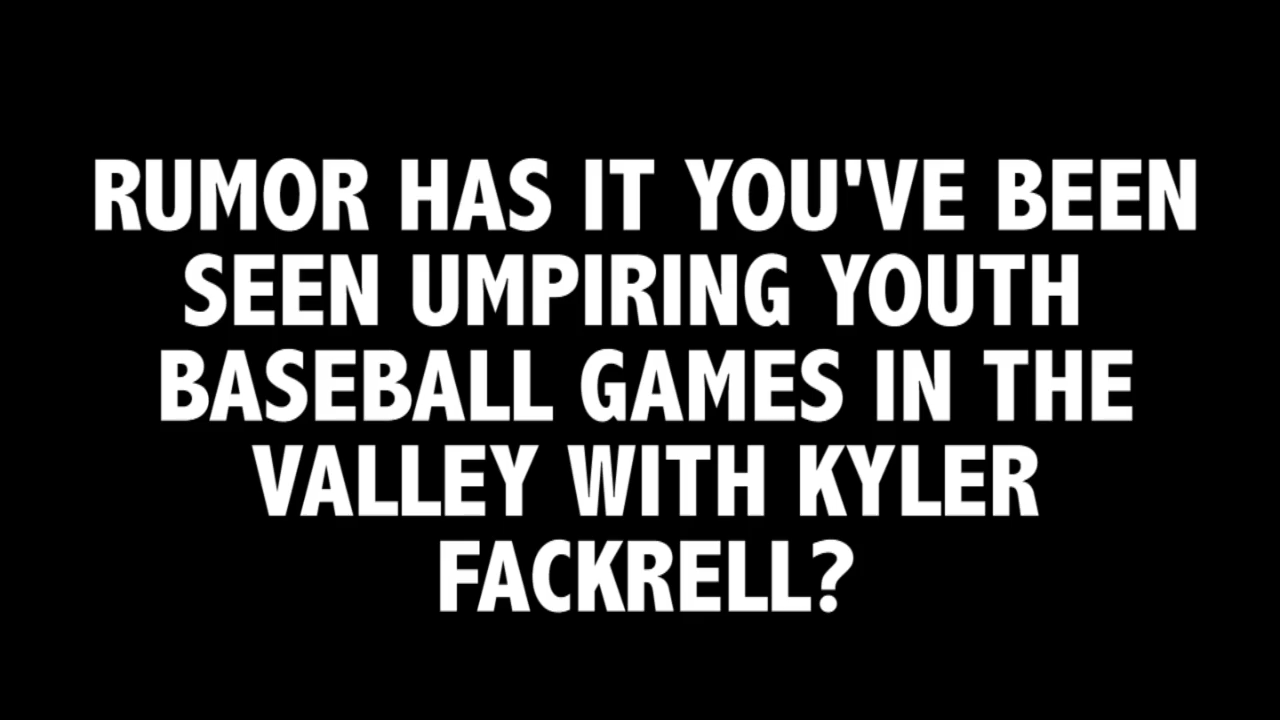 RUMOR HAS IT YOU'VE BEEN
SEEN UMPIRING YOUTH
BASEBALL GAMES IN THE
VALLEY WITH KYLER
FACKRELL?